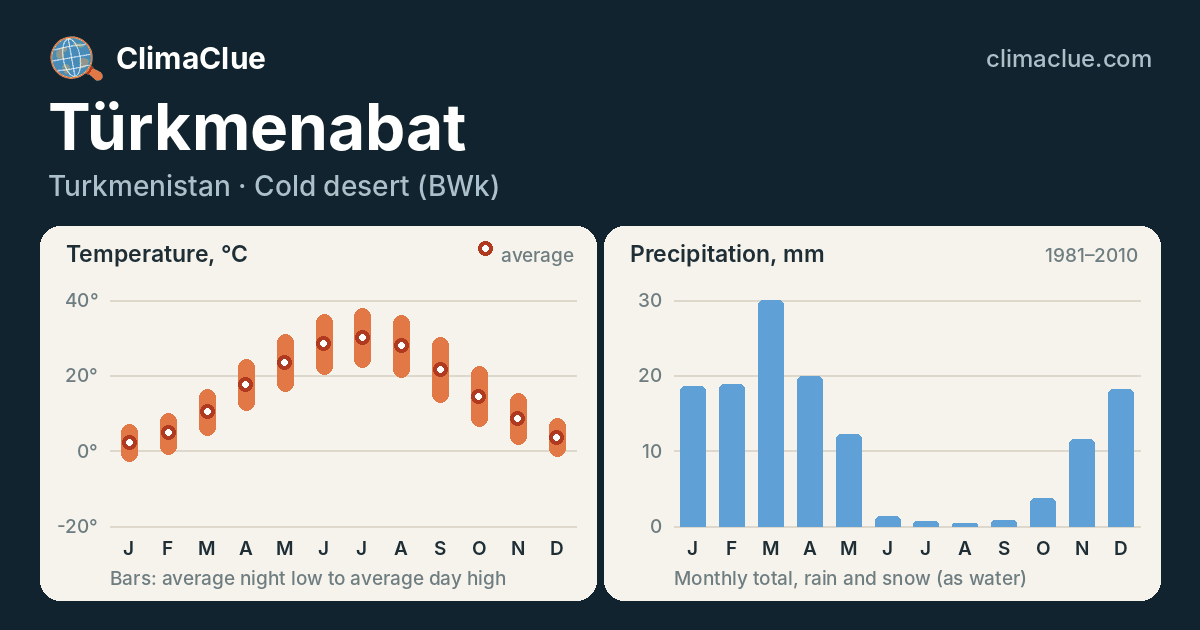 ClimaClue
climaclue.com
Türkmenabat
Turkmenistan · Cold desert (BWk)
Temperature, °C
average
40°
20°
0°
-20°
J F M A M J J A S O N D
Bars: average night low to average day high
Precipitation, mm
1981–2010
30
20
10
0
J F M A M J J A S O N D
Monthly total, rain and snow (as water)